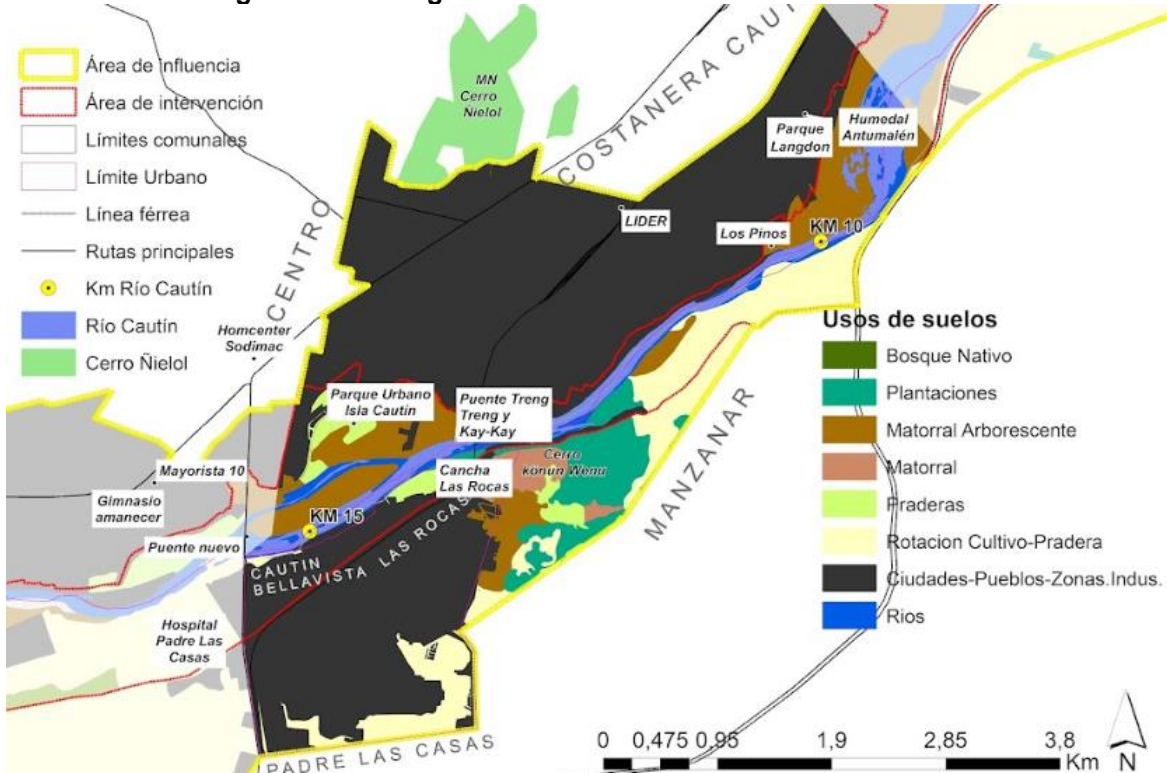 Área de influencia
Área de intervención
Límites comunales
Límite Urbano
Línea férrea
Rutas principales
Km Río Cautín
Río Cautín
Cerro Ñielol
MN
Cerro
Ñielol
COSTANERA CAUT
Parque
Langdon
Humedal
Antumalén
CENTRO
LIDER
Los Pinos
KM 10
Homcenter
Sodimac
Parque Urbano
Isla Cautín
Puente Treng
Treng y
Kay-Kay
Cerro
konun Wenu
Cancha
Las Rocas
MANZANAR
Mayorista 10
Gimnasio
amanecer
KM 15
Puente nuevo
CAUTIN
BELLAVISTA LAS ROCAS
Hospital
Padre Las
Casas
PADRE LAS CASAS
Usos de suelos
Bosque Nativo
Plantaciones
Matorral Arborescente
Matorral
Praderas
Rotacion Cultivo-Pradera
Ciudades-Pueblos-Zonas.Indus.
Rios
0 0,475 0,95 1,9 2,85 3,8
Km
N